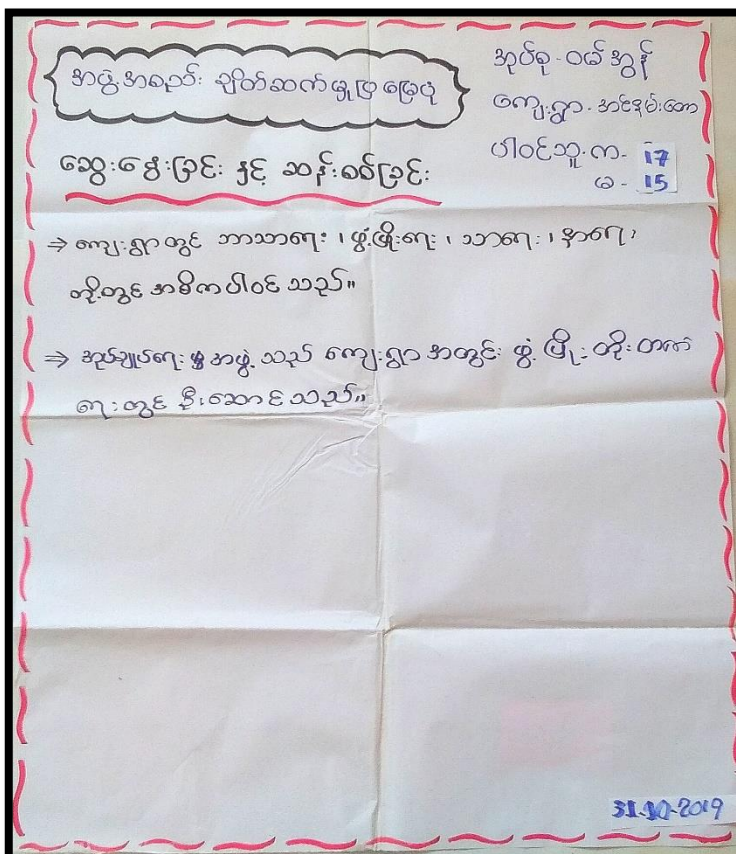 အဖွဲ့အစည်း ချိတ်ဆက်မှုပြမြေပုံ
အုပ်စု - ဝယ်အွန်
ကျေးရွာ - အင်နှမ်းတော
ပါဝင်သူ ကျ - 17
မ - 15
ဆွေးနွေးခြင်း နှင့် ဆန်းစစ်ခြင်း
⇒ ကျေးရွာတွင် ဘာသာရေး ၊ ဖွံ့ဖြိုးရေး ၊ သာရေး ၊ နာရေး
တို့တွင် အဓိကပါဝင်သည်။
⇒ အုပ်ချုပ်ရေး အဖွဲ့သည် ကျေးရွာအတွင်း ဖွံ့ဖြိုးတိုးတက်
ရေးတွင် ဦးဆောင်သည်။
31-10-2019